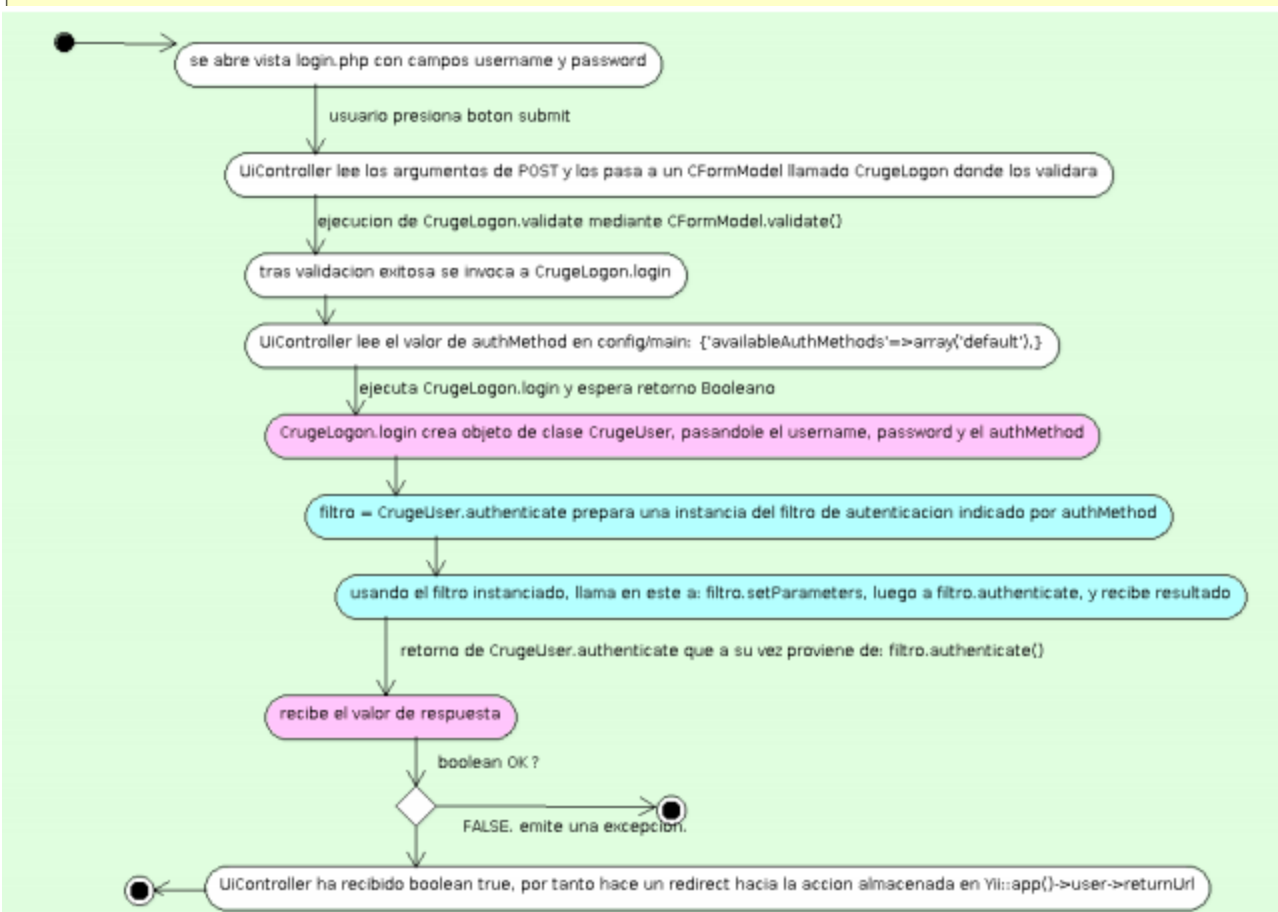 se abre vista login.php con campos username y password
usuario presiona boton submit
UiController lee los argumentos de POST y los pasa a un CFormModel llamado CrugeLogon donde los validara
ejecucion de CrugeLogon.validate mediante CFormModel.validate()
tras validacion exitosa se invoca a CrugeLogon.login
UiController lee el valor de authMethod en config/main: {'availableAuthMethods'=>array('default'),}
ejecuta CrugeLogon.login y espera retorno Booleano
CrugeLogon.login crea objeto de clase CrugeUser, pasandole el username, password y el authMethod
filtro = CrugeUser.authenticate prepara una instancia del filtro de autenticacion indicado por authMethod
usando el filtro instanciado, llama en este a: filtro.setParameters, luego a filtro.authenticate, y recibe resultado
retorno de CrugeUser.authenticate que a su vez proviene de: filtro.authenticate()
recibe el valor de respuesta
boolean OK?
FALSE. emite una excepcion.
UiController ha recibido boolean true, por tanto hace un redirect hacia la accion almacenada en Yii::app()->user->returnUrl